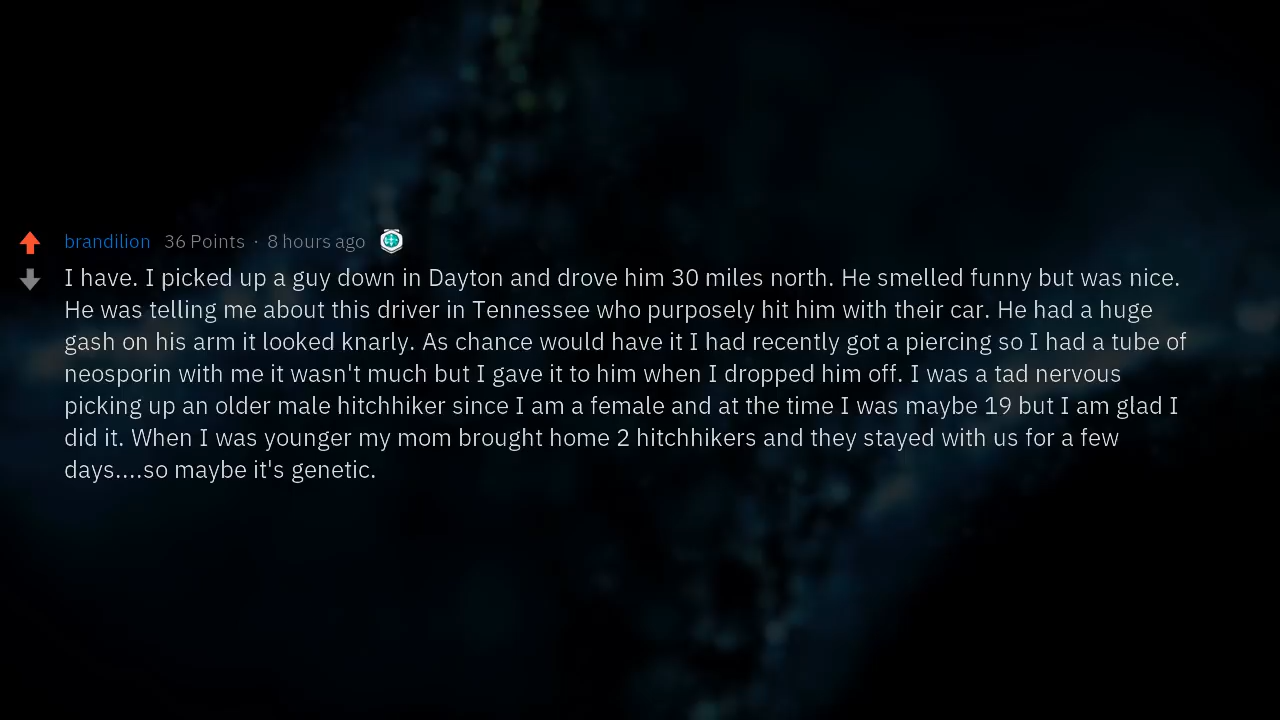 brandilion 36 Points · 8 hours ago
I have. I picked up a guy down in Dayton and drove him 30 miles north. He smelled funny but was nice.
He was telling me about this driver in Tennessee who purposely hit him with their car. He had a huge
gash on his arm it looked knarly. As chance would have it I had recently got a piercing so I had a tube of
neosporin with me it wasn't much but I gave it to him when I dropped him off. I was a tad nervous
picking up an older male hitchhiker since I am a female and at the time I was maybe 19 but I am glad I
did it. When I was younger my mom brought home 2 hitchhikers and they stayed with us for a few
days....so maybe it's genetic.